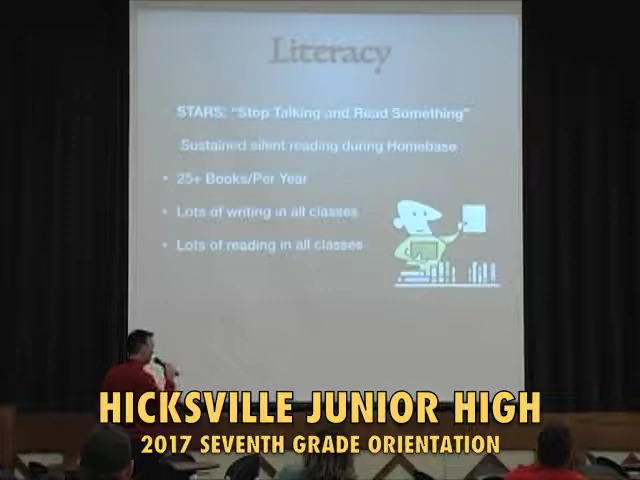 Literacy
STARS: "Stop Talking and Read Something"
Sustained silent reading during Homebase
• 25+ Books/Per Year
• Lots of writing in all classes
• Lots of reading in all classes
HICKSVILLE JUNIOR HIGH
2017 SEVENTH GRADE ORIENTATION